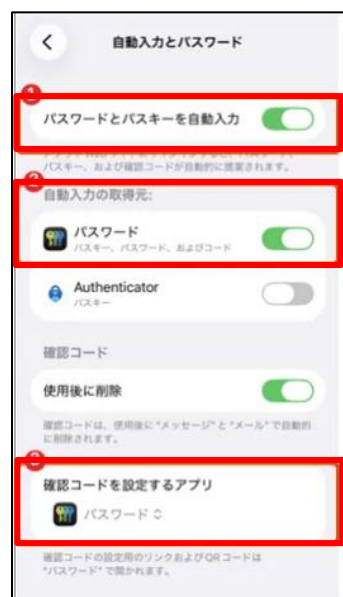 自動入力とパスワード
1
パスワードとパスキーを自動入力
パスキー、および確認コードが自動的に提案されます。
2
自動入力の取得元:
パスワード
パスキー、パスワード、およびコード
Authenticator
パスキー
確認コード
使用後に削除
確認コードは、使用後に"メッセージ"と"メール"で自動的
に削除されます。
3
確認コードを設定するアプリ
パスワード
確認コードの設定用のリンクおよびQRコードは
"パスワード"で開かれます。